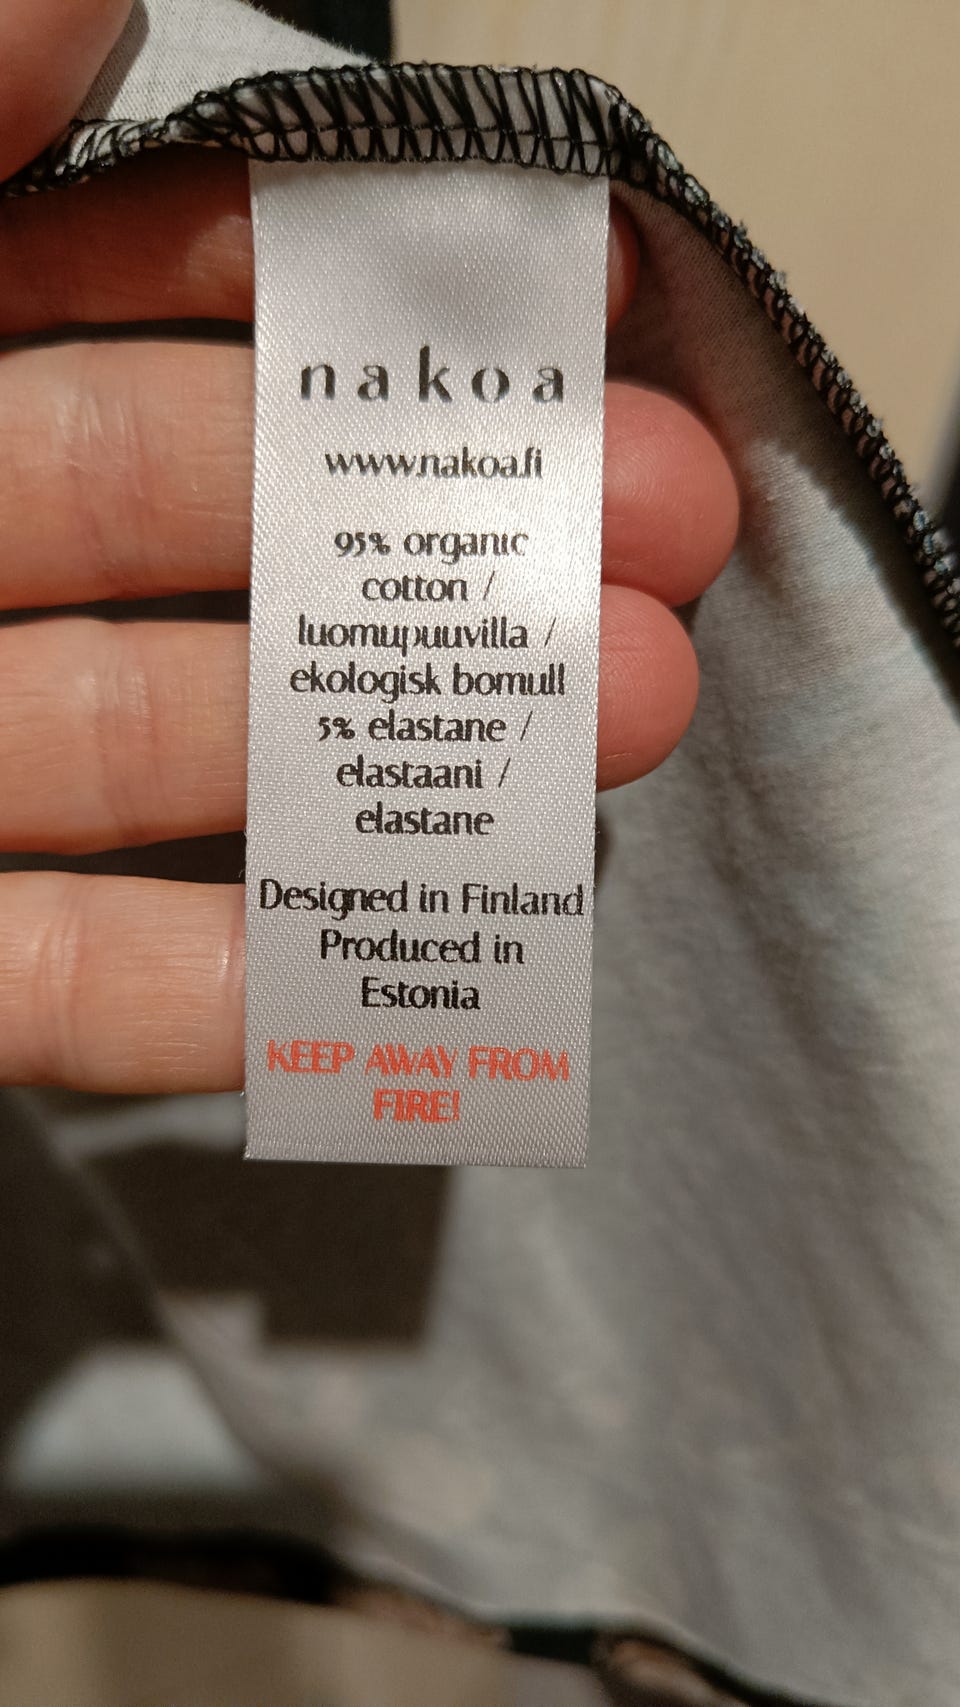 nakoa
www.nakoa.fi
95% organic
cotton /
luomupuuvilla /
ekologisk bomull
5% elastane /
elastaani /
elastane
Designed in Finland
Produced in
Estonia
KEEP AWAY FROM
FIRE!